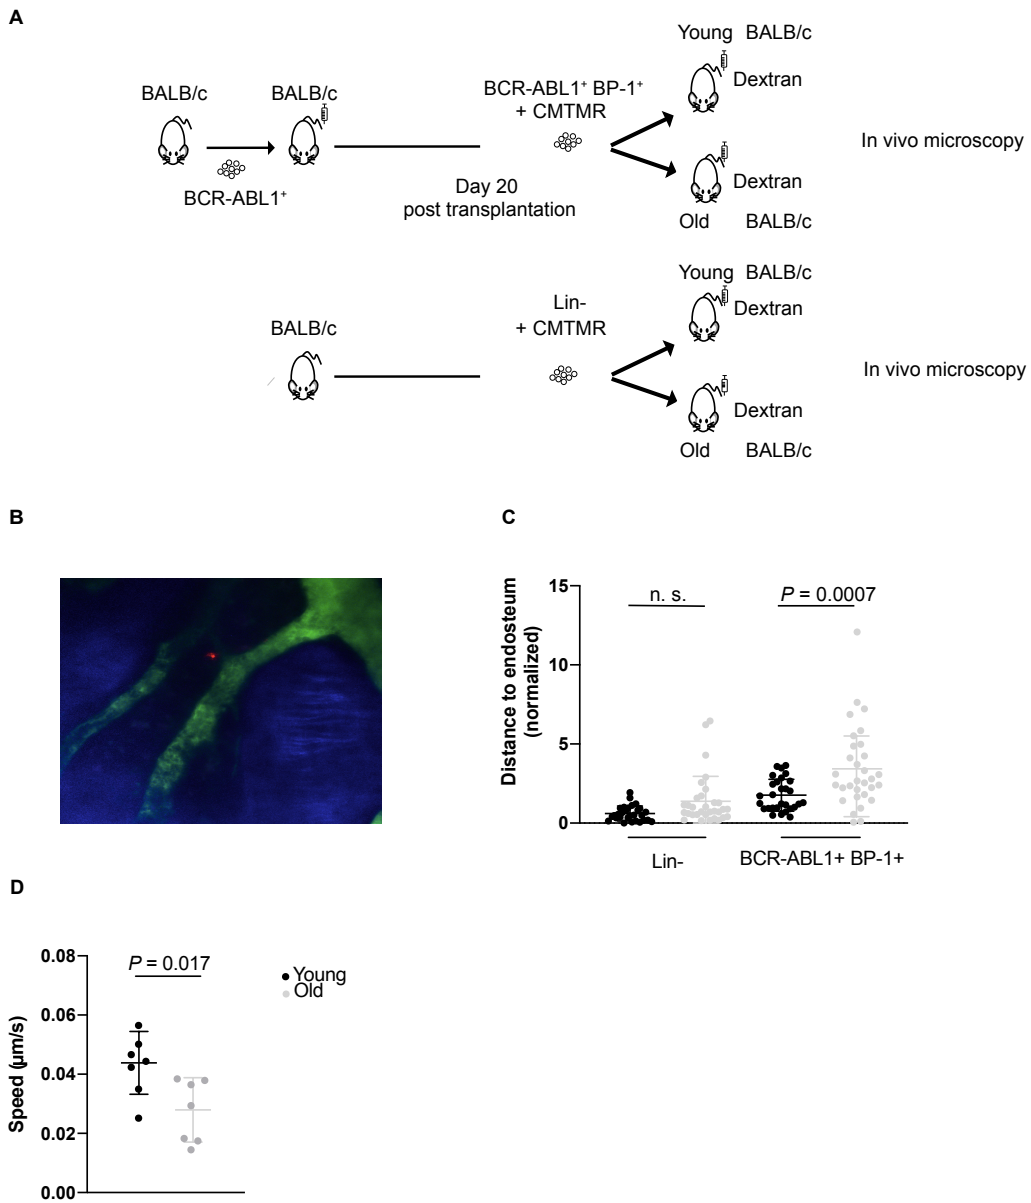 A
Young BALB/c
BALB/c BALB/c BCR-ABL1⁺ BP-1⁺
+ CMTMR
Dextran
In vivo microscopy
BCR-ABL1⁺
Day 20
post transplantation
Dextran
Old BALB/c
Young BALB/c
Lin-
+ CMTMR
Dextran
BALB/c
In vivo microscopy
Dextran
Old BALB/c
B
C
Distance to endosteum
(normalized)
15
10
5
0
n. s.
P = 0.0007
Lin-
BCR-ABL1+ BP-1+
D
Speed (µm/s)
0.08
0.06
0.04
0.02
0.00
P = 0.017
Young
Old